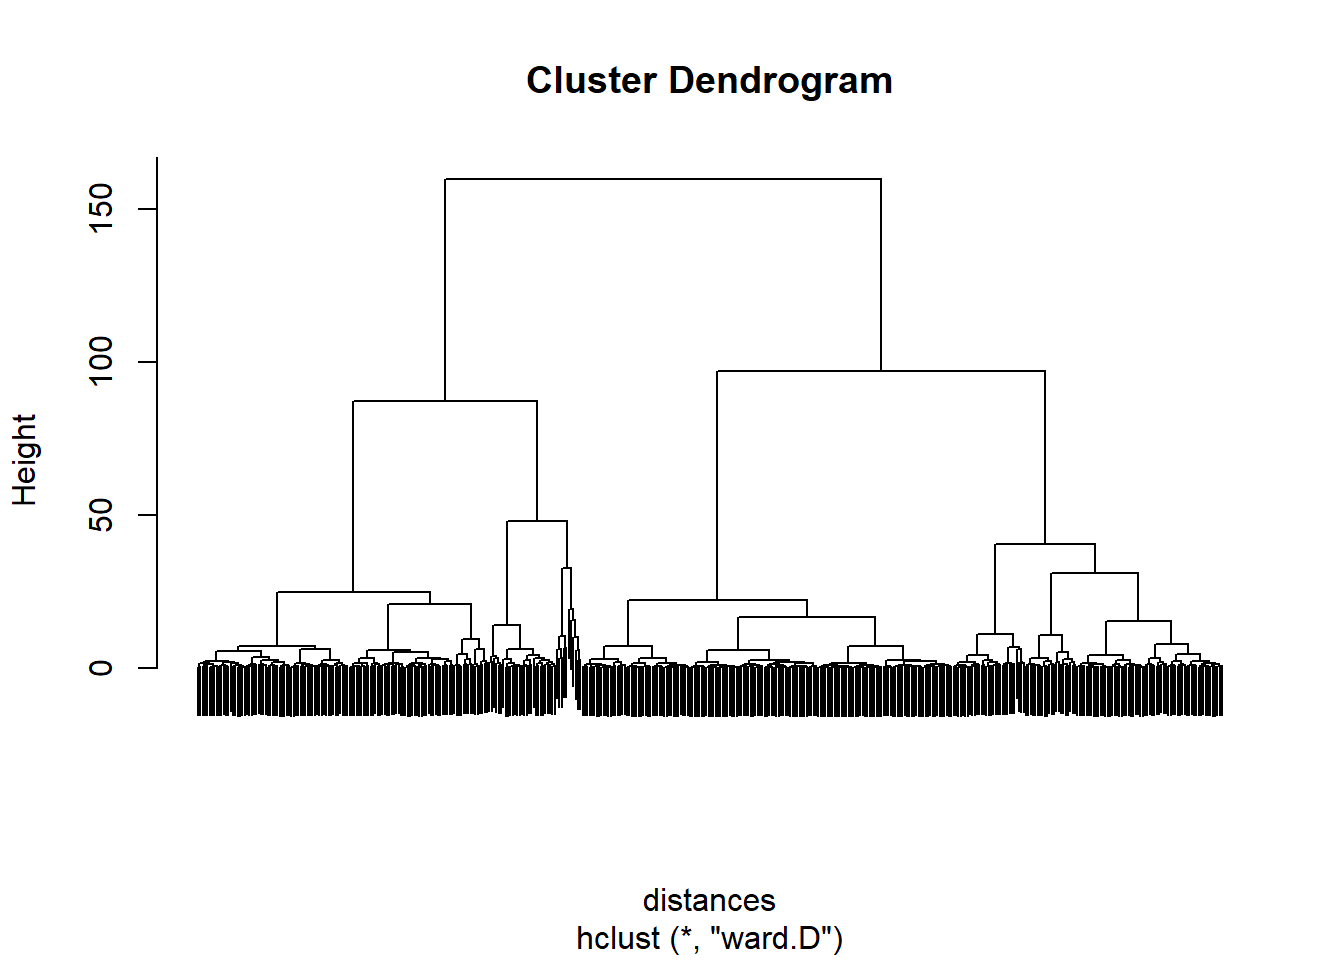 Cluster Dendrogram
150
100
50
0
Height
distances
hclust (*, "ward.D")